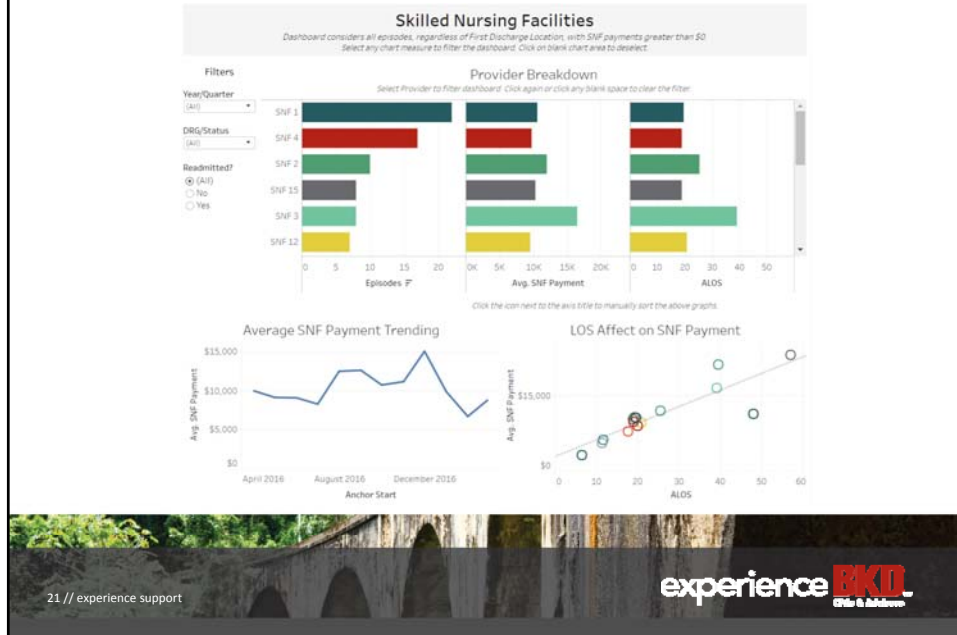 Skilled Nursing Facilities
Dashboard considers all episodes, regardless of First Discharge Location, with SNF payments greater than $0.
Select any chart measure to filter the dashboard. Click on blank chart area to deselect.
Filters
Year/Quarter
(All)
DRG/Status
(All)
Readmitted?
(All)
No
Yes
Provider Breakdown
Select Provider to filter dashboard. Click again or click any blank space to clear the filter.
SNF 1
SNF 4
SNF 2
SNF 15
SNF 3
SNF 12
0 5 10 15 20
0K 5K 10K 15K 20K
0 10 20 30 40 50
Episodes
Avg. SNF Payment
ALOS
Click the icon next to the axis title to manually sort the above graphs.
Average SNF Payment Trending
Avg. SNF Payment
$15,000
$10,000
$5,000
$0
April 2016 August 2016 December 2016
Anchor Start
LOS Affect on SNF Payment
Avg. SNF Payment
$15,000
$0
0 10 20 30 40 50 60
ALOS
21 // experience support
experience BKD